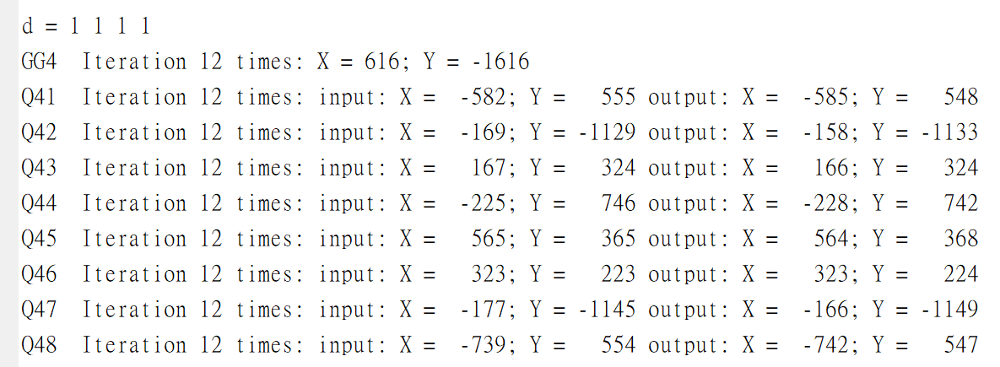 d = 1 1 1 1
GG4  Iteration 12 times: X = 616; Y = -1616
Q41  Iteration 12 times: input: X =  -582; Y =   555 output: X =  -585; Y =   548
Q42  Iteration 12 times: input: X =  -169; Y = -1129 output: X =  -158; Y = -1133
Q43  Iteration 12 times: input: X =   167; Y =   324 output: X =   166; Y =   324
Q44  Iteration 12 times: input: X =  -225; Y =   746 output: X =  -228; Y =   742
Q45  Iteration 12 times: input: X =   565; Y =   365 output: X =   564; Y =   368
Q46  Iteration 12 times: input: X =   323; Y =   223 output: X =   323; Y =   224
Q47  Iteration 12 times: input: X =  -177; Y = -1145 output: X =  -166; Y = -1149
Q48  Iteration 12 times: input: X =  -739; Y =   554 output: X =  -742; Y =   547